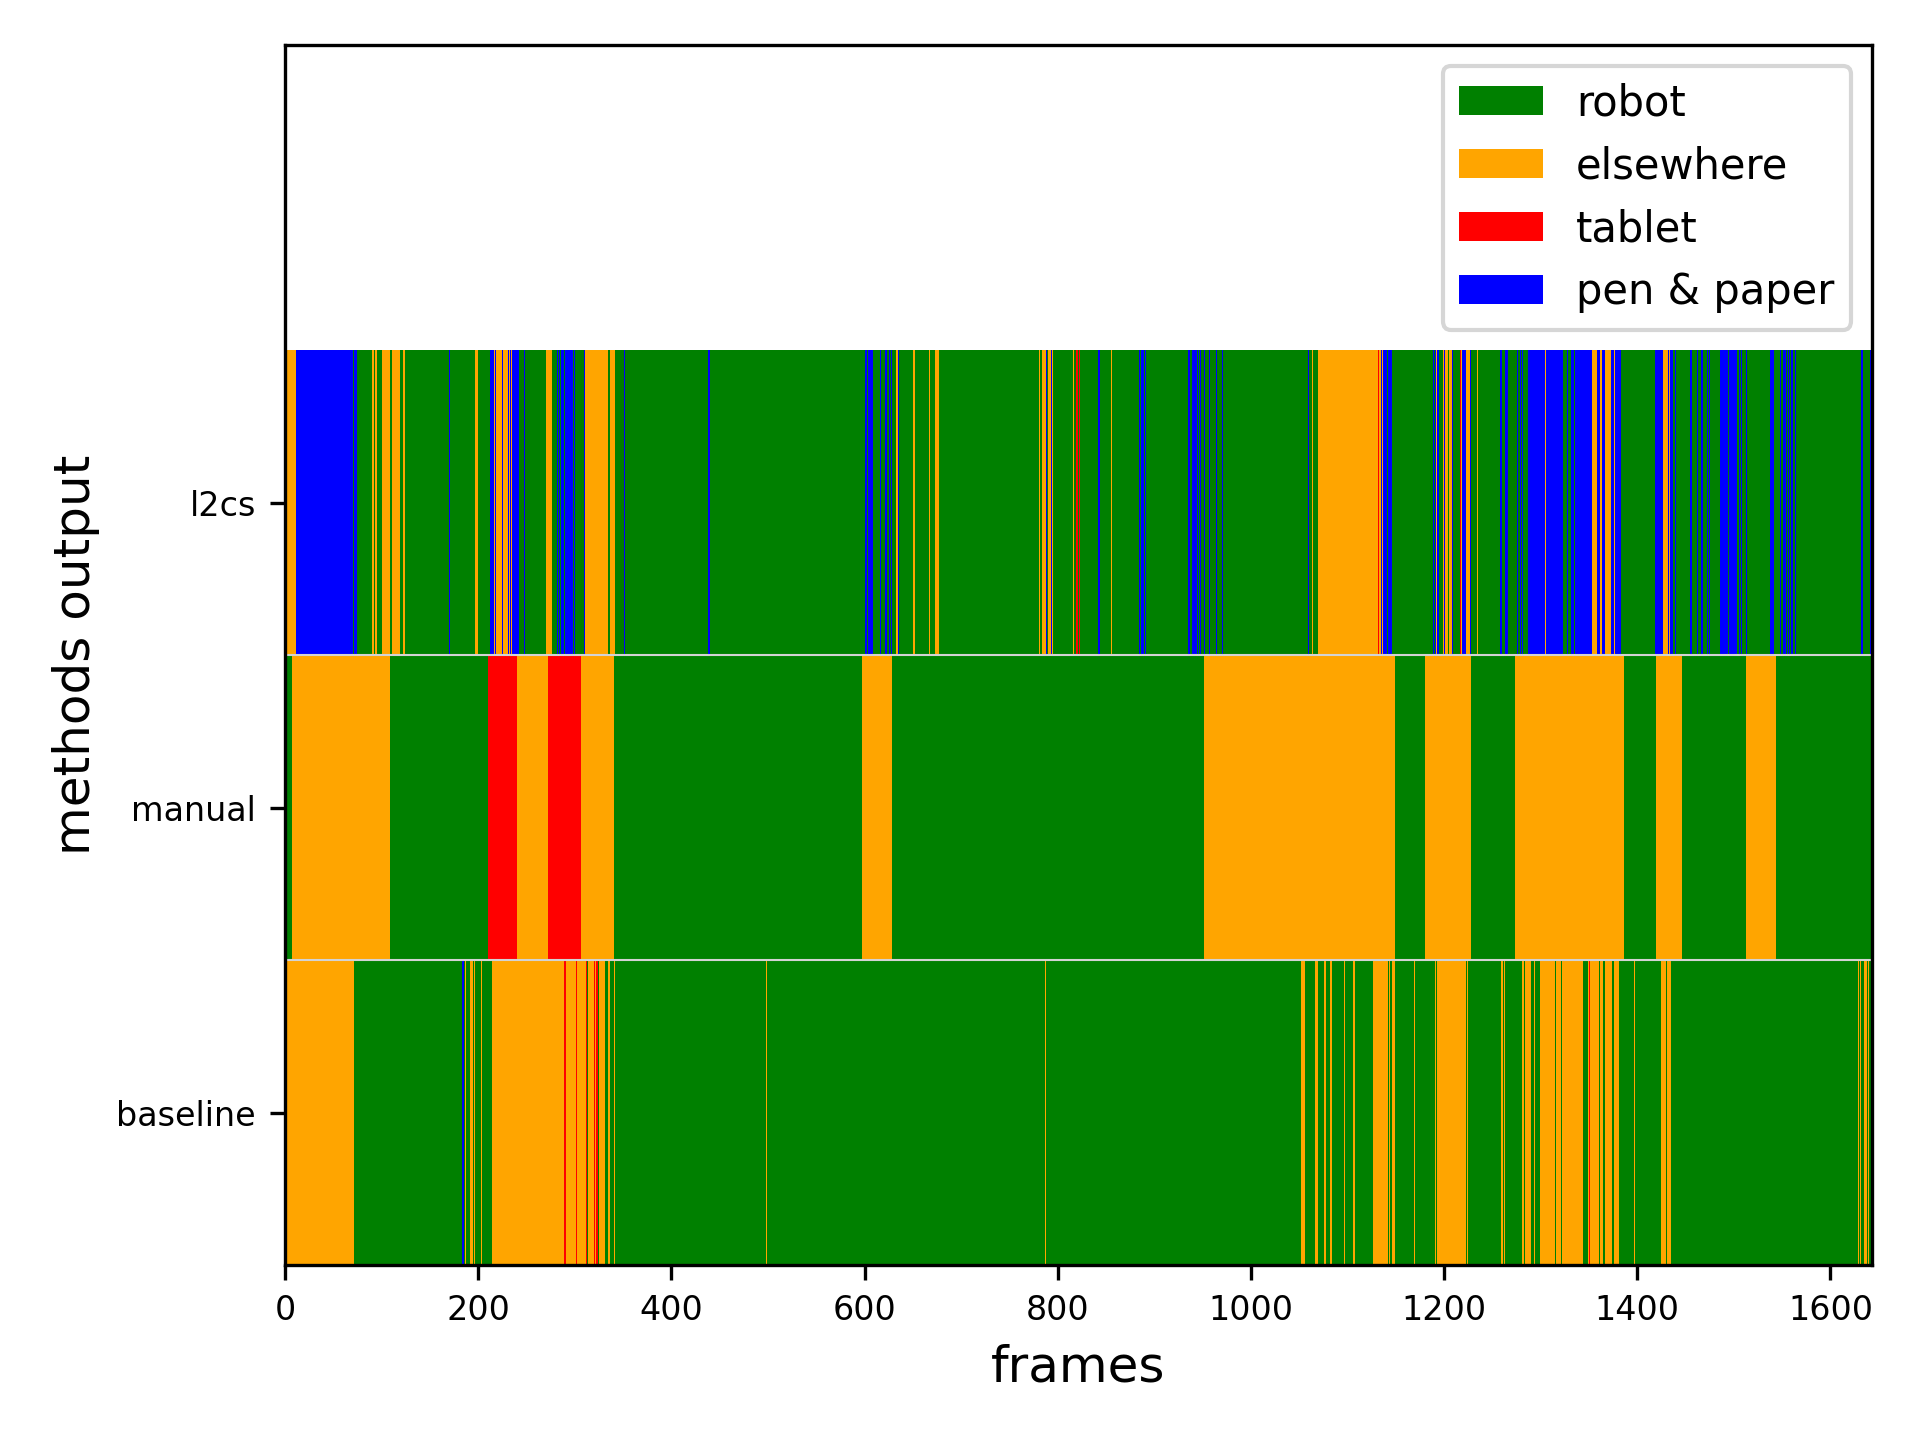 robot
elsewhere
tablet
pen & paper
methods output
l2cs
manual
baseline
0 200 400 600 800 1000 1200 1400 1600
frames